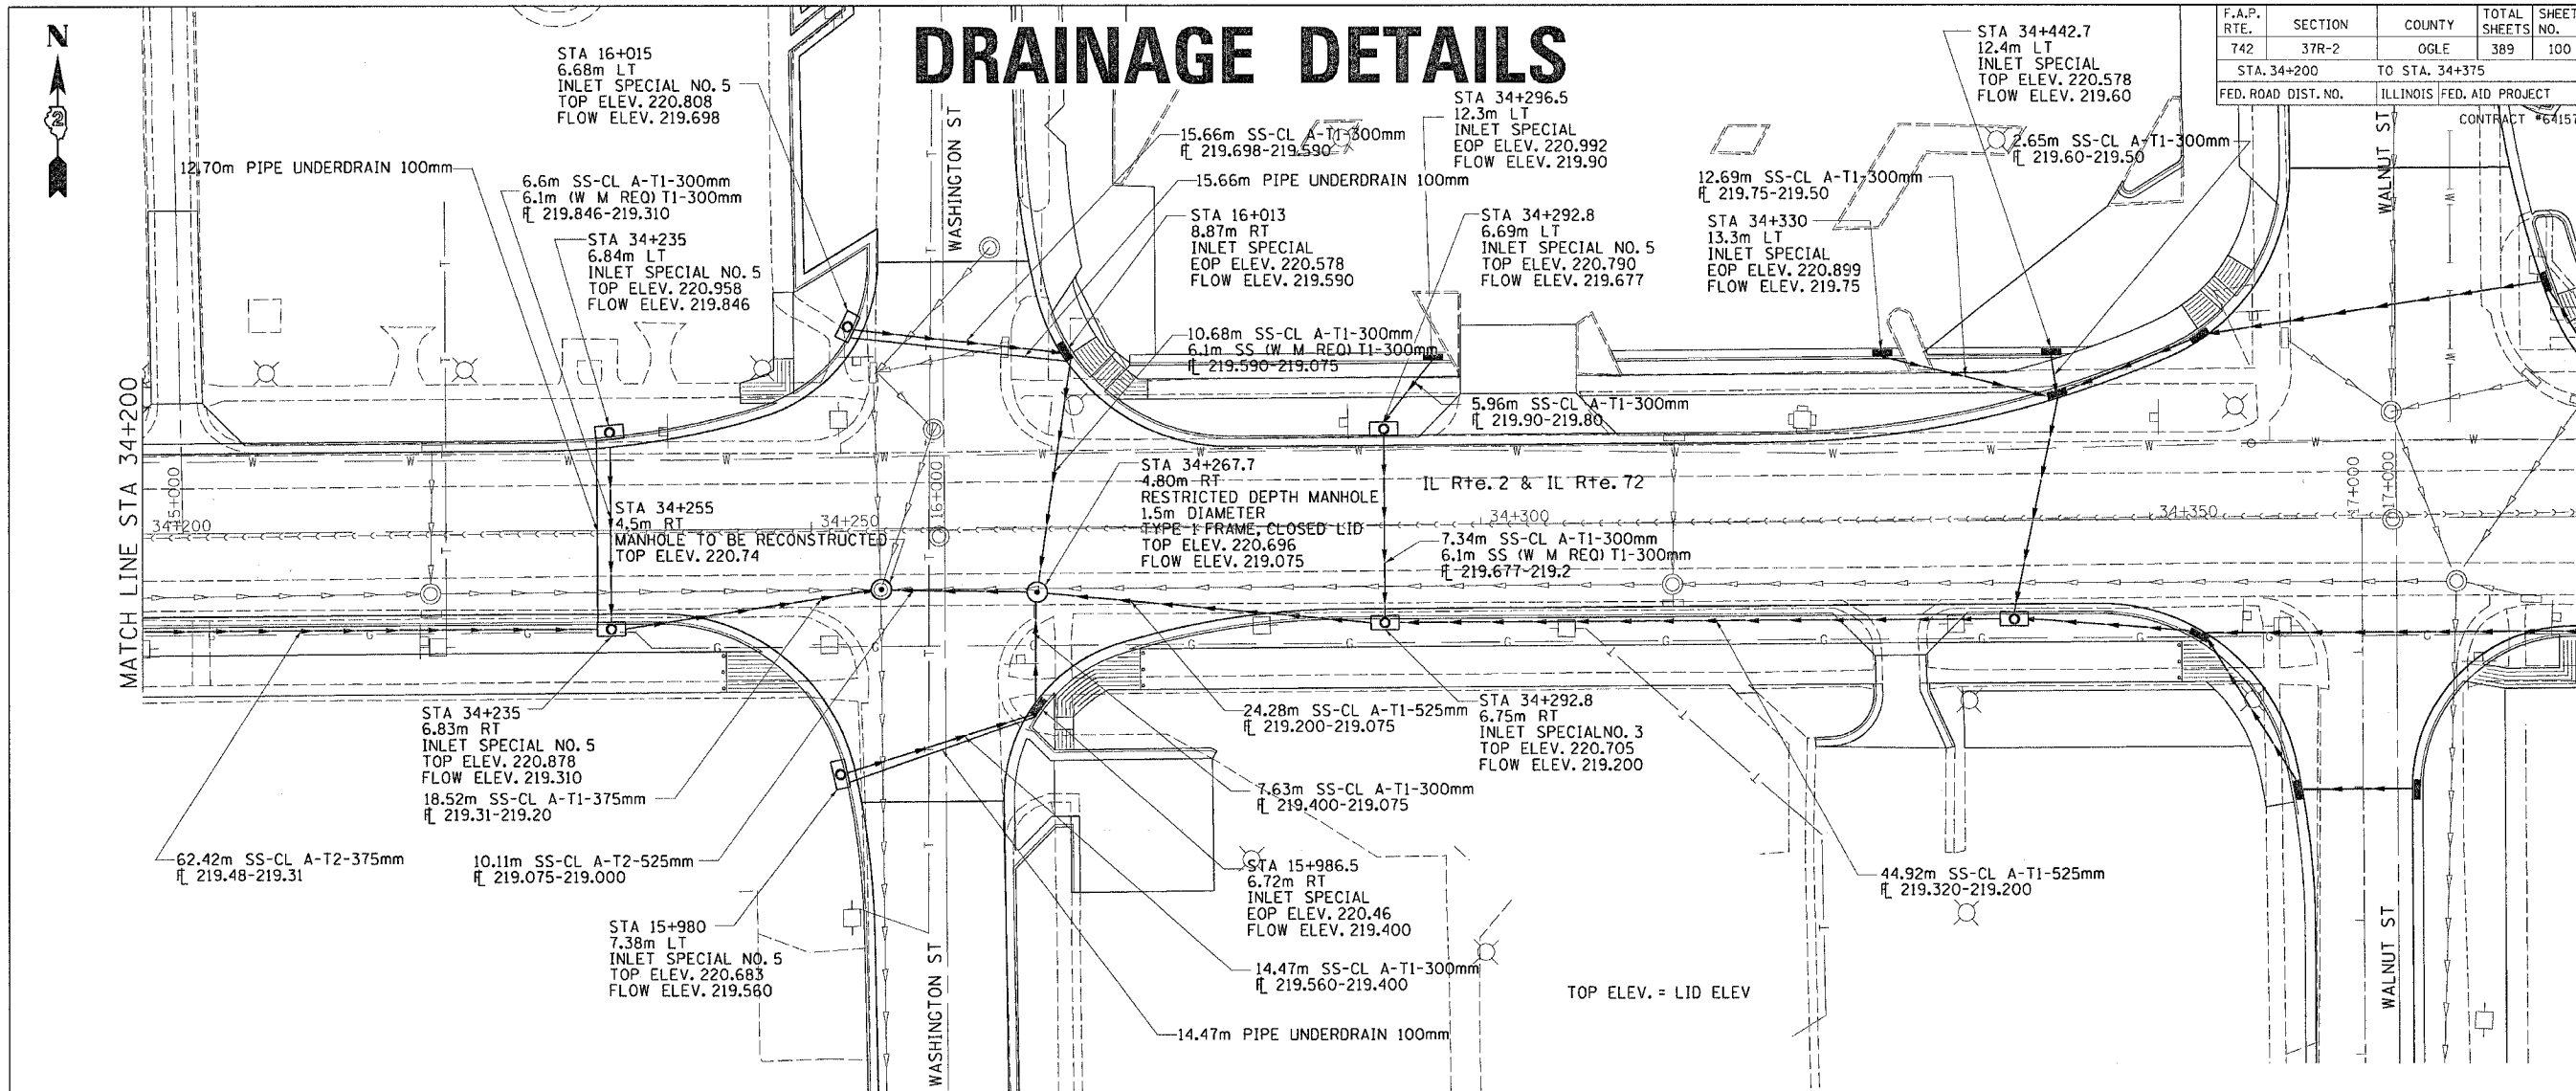 DRAINAGE DETAILS
N
2
F.A.P. RTE. SECTION COUNTY TOTAL SHEETS SHEET NO.
742 37R-2 OGLE 389 100
STA. 34+200 TO STA. 34+375
FED. ROAD DIST. NO. ILLINOIS FED. AID PROJECT
CONTRACT #64157
STA 16+015
6.68m LT
INLET SPECIAL NO. 5
TOP ELEV. 220.808
FLOW ELEV. 219.698
12.70m PIPE UNDERDRAIN 100mm
6.6m SS-CL A-T1-300mm
6.1m (W M REQ) T1-300mm
FL 219.846-219.310
STA 34+235
6.84m LT
INLET SPECIAL NO. 5
TOP ELEV. 220.958
FLOW ELEV. 219.846
WASHINGTON ST
15.66m SS-CL A-T1-300mm
FL 219.698-219.590
15.66m PIPE UNDERDRAIN 100mm
STA 16+013
8.87m RT
INLET SPECIAL
EOP ELEV. 220.578
FLOW ELEV. 219.590
10.68m SS-CL A-T1-300mm
6.1m SS (W M REQ) T1-300mm
FL 219.590-219.075
STA 34+296.5
12.3m LT
INLET SPECIAL
EOP ELEV. 220.992
FLOW ELEV. 219.90
STA 34+292.8
6.69m LT
INLET SPECIAL NO. 5
TOP ELEV. 220.790
FLOW ELEV. 219.677
5.96m SS-CL A-T1-300mm
FL 219.90-219.80
STA 34+442.7
12.4m LT
INLET SPECIAL
TOP ELEV. 220.578
FLOW ELEV. 219.60
2.65m SS-CL A-T1-300mm
FL 219.60-219.50
12.69m SS-CL A-T1-300mm
FL 219.75-219.50
STA 34+330
13.3m LT
INLET SPECIAL
EOP ELEV. 220.899
FLOW ELEV. 219.75
WALNUT ST
MATCH LINE STA 34+200
15+000
34+200
STA 34+255
4.5m RT
MANHOLE TO BE RECONSTRUCTED
TOP ELEV. 220.74
34+250
16+000
STA 34+267.7
4.80m RT
RESTRICTED DEPTH MANHOLE
1.5m DIAMETER
TYPE 1 FRAME, CLOSED LID
TOP ELEV. 220.696
FLOW ELEV. 219.075
IL Rte. 2 & IL Rte. 72
34+300
7.34m SS-CL A-T1-300mm
6.1m SS (W M REQ) T1-300mm
FL 219.677-219.2
34+350
17+000
17+000
STA 34+235
6.83m RT
INLET SPECIAL NO. 5
TOP ELEV. 220.878
FLOW ELEV. 219.310
18.52m SS-CL A-T1-375mm
FL 219.31-219.20
62.42m SS-CL A-T2-375mm
FL 219.48-219.31
10.11m SS-CL A-T2-525mm
FL 219.075-219.000
STA 15+980
7.38m LT
INLET SPECIAL NO. 5
TOP ELEV. 220.683
FLOW ELEV. 219.560
WASHINGTON ST
24.28m SS-CL A-T1-525mm
FL 219.200-219.075
STA 34+292.8
6.75m RT
INLET SPECIALNO. 3
TOP ELEV. 220.705
FLOW ELEV. 219.200
7.63m SS-CL A-T1-300mm
FL 219.400-219.075
STA 15+986.5
6.72m RT
INLET SPECIAL
EOP ELEV. 220.46
FLOW ELEV. 219.400
14.47m SS-CL A-T1-300mm
FL 219.560-219.400
14.47m PIPE UNDERDRAIN 100mm
44.92m SS-CL A-T1-525mm
FL 219.320-219.200
TOP ELEV. = LID ELEV
WALNUT ST